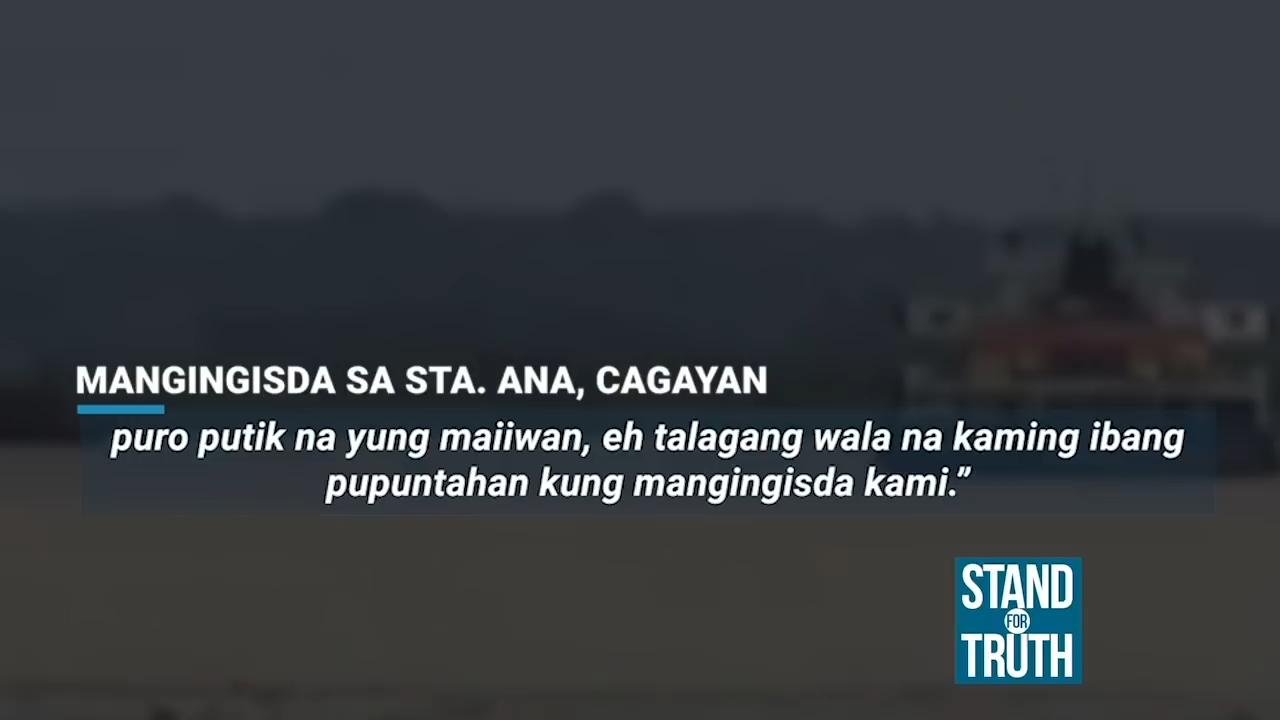 MANGINGISDA SA STA. ANA, CAGAYAN
puro putik na yung maiiwan, eh talagang wala na kaming ibang
pupuntahan kung mangingisda kami.”
STAND
FOR
TRUTH